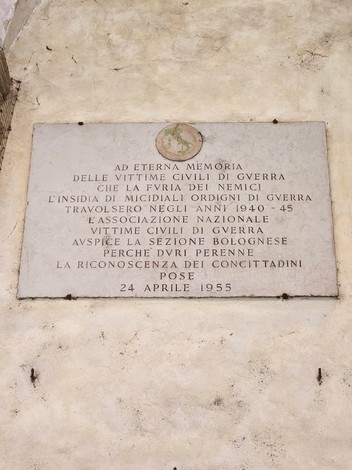 AD ETERNA MEMORIA
DELLE VITTIME CIVILI DI GVERRA
CHE LA FVRIA DEI NEMICI
L'INSIDIA DI MICIDIALI ORDIGNI DI GVERRA
TRAVOLSERO NEGLI ANNI 1940-45
L'ASSOCIAZIONE NAZIONALE
VITTIME CIVILI DI GVERRA
AVSPICE LA SEZIONE BOLOGNESE
PERCHE DVRI PERENNE
LA RICONOSCENZA DEI CONCITTADINI
POSE
24 APRILE 1955